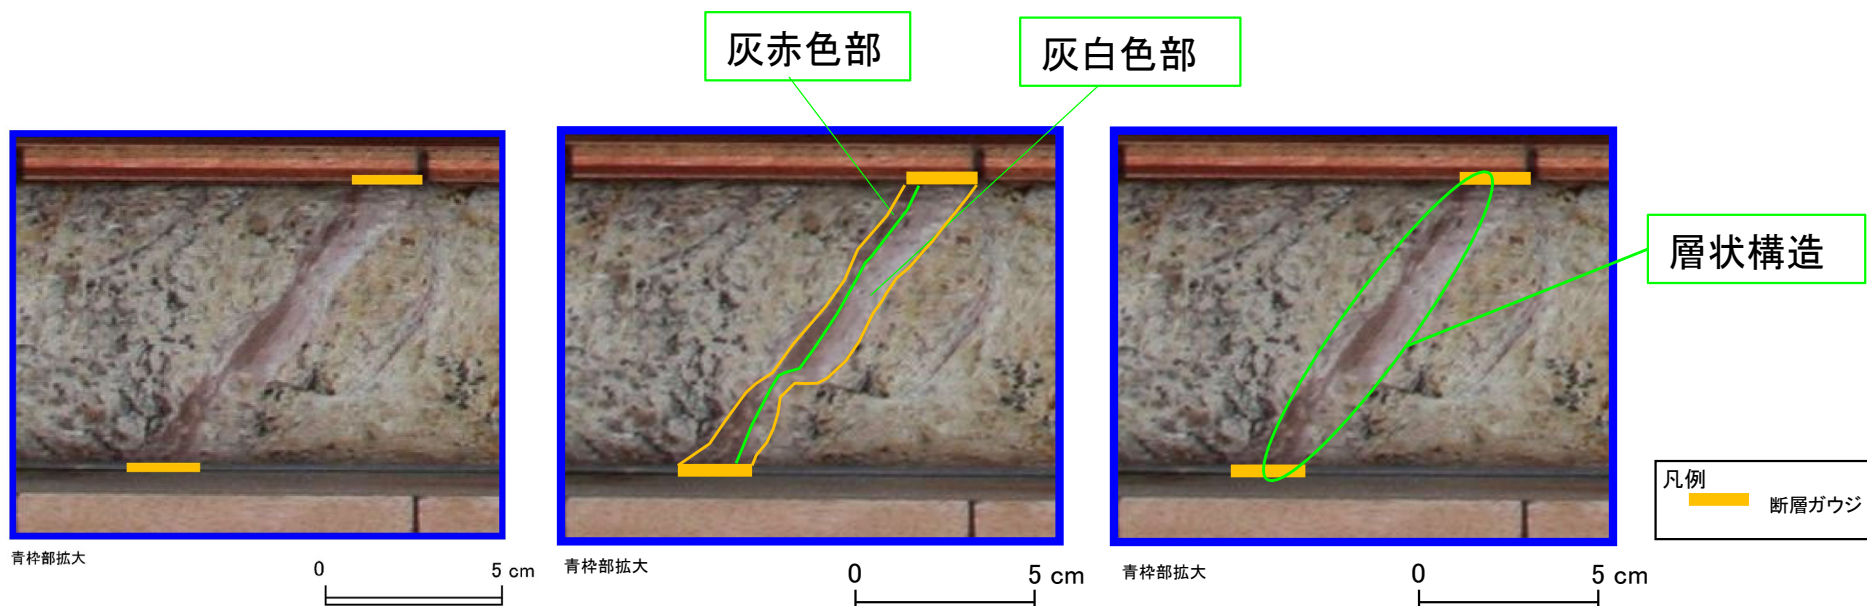 灰赤色部
灰白色部
層状構造
凡例
断層ガウジ
青枠部拡大
0 5 cm
青枠部拡大
0 5 cm
青枠部拡大
0 5 cm